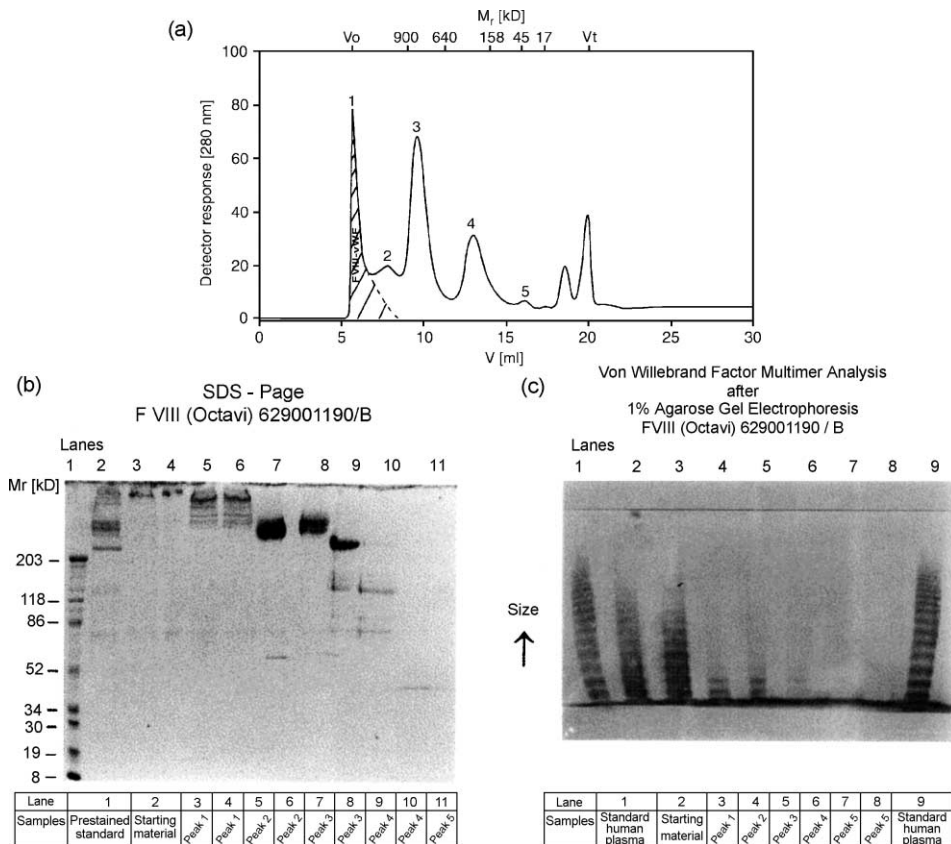 (a)
Mr [kD]
Vo 900 640 158 45 17 Vt
100
80
60
40
20
0
Detector response [280 nm]
1
FVIII-vWF
2
3
4
5
0 5 10 15 20 25 30
V [ml]
(b)
SDS - Page
F VIII (Octavi) 629001190/B
Lanes
1 2 3 4 5 6 7 8 9 10 11
Mr [kD]
203
118
86
52
34
30
19
8
Lane 1 2 3 4 5 6 7 8 9 10 11
Samples Prestained standard Starting material Peak 1 Peak 1 Peak 2 Peak 2 Peak 3 Peak 3 Peak 4 Peak 4 Peak 5
(c)
Von Willebrand Factor Multimer Analysis
after
1% Agarose Gel Electrophoresis
FVIII (Octavi) 629001190 / B
Lanes
1 2 3 4 5 6 7 8 9
Size
Lane 1 2 3 4 5 6 7 8 9
Samples Standard human plasma Starting material Peak 1 Peak 2 Peak 3 Peak 4 Peak 5 Peak 5 Standard human plasma